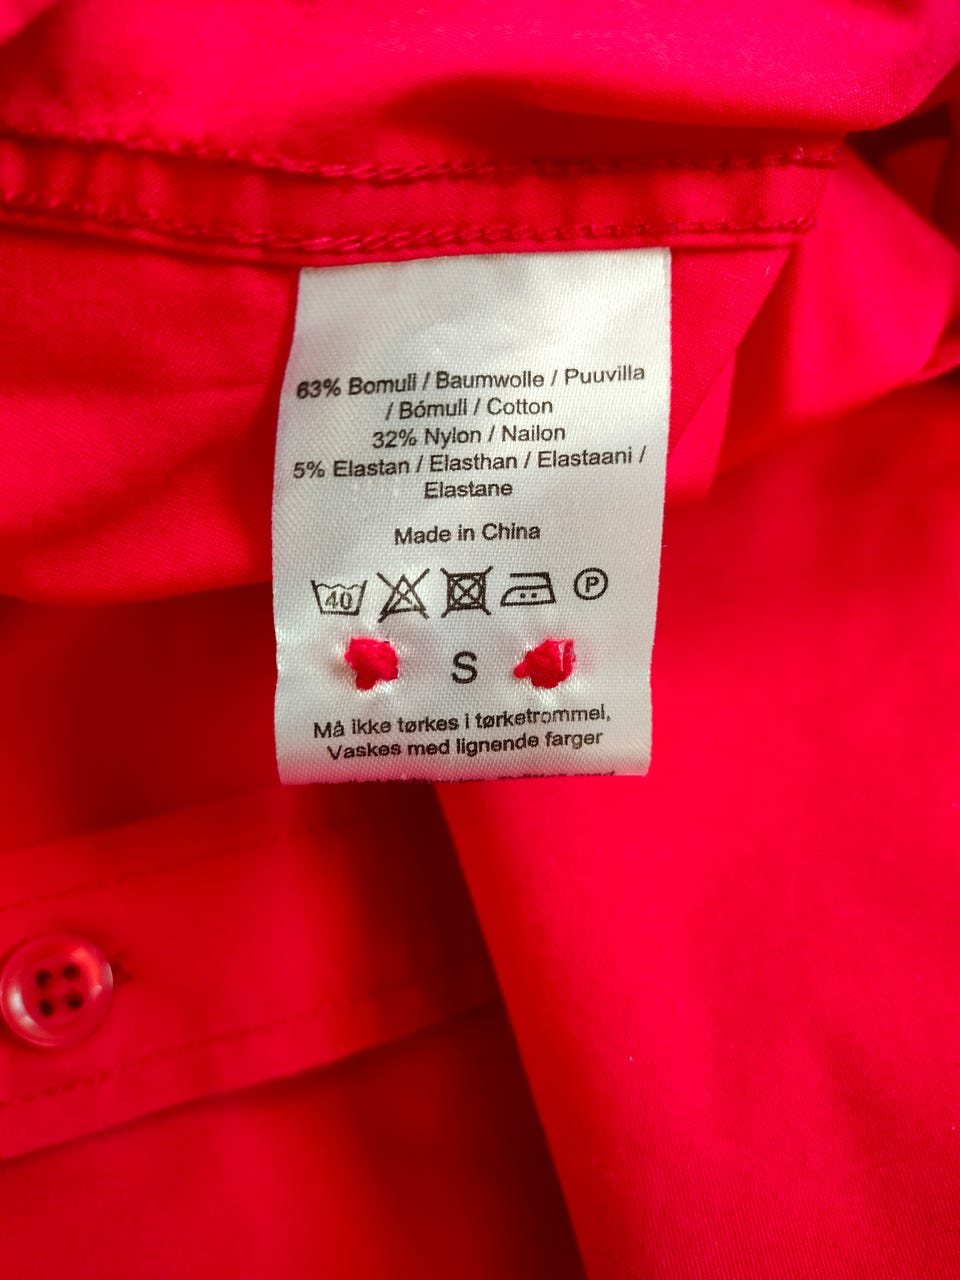 63% Bomull / Baumwolle / Puuvilla
/ Bómull / Cotton
32% Nylon / Nailon
5% Elastan / Elasthan / Elastaani /
Elastane
Made in China
40
P
S
Må ikke tørkes i tørketrommel,
Vaskes med lignende farger